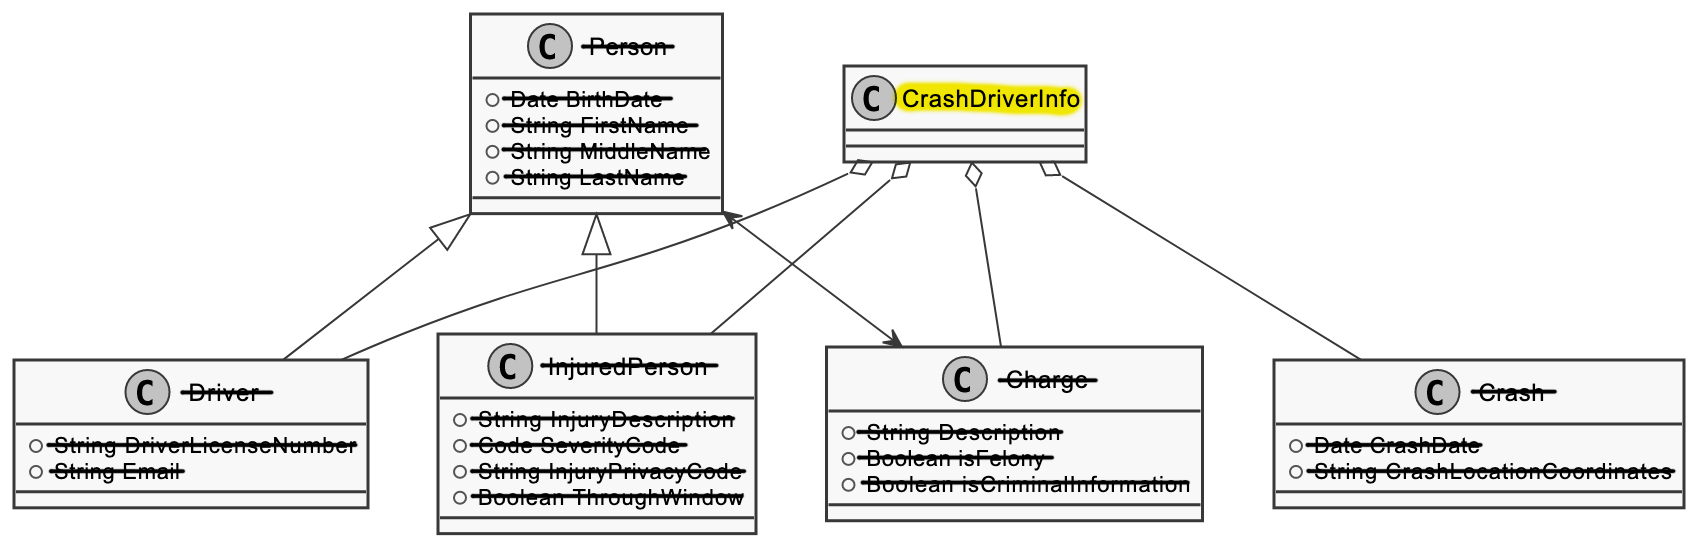 C Person
Date BirthDate
String FirstName
String MiddleName
String LastName
C CrashDriverInfo
C Driver
String DriverLicenseNumber
String Email
C InjuredPerson
String InjuryDescription
Code SeverityCode
String InjuryPrivacyCode
Boolean ThroughWindow
C Charge
String Description
Boolean isFelony
Boolean isCriminalInformation
C Crash
Date CrashDate
String CrashLocationCoordinates